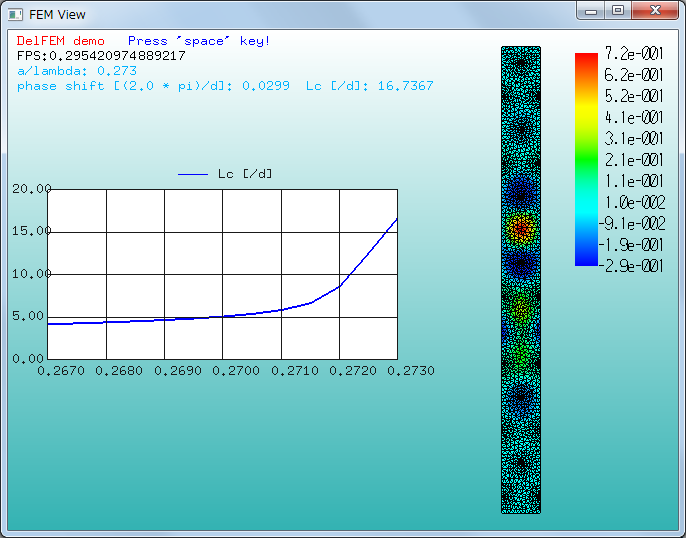 FEM View
DelFEM demo Press "space" key!
FPS:0.295420974889217
a/lambda: 0.273
phase shift [(2.0 * pi)/d]: 0.0299 Lc [/d]: 16.7367
Lc [/d]
20.00
15.00
10.00
5.00
0.00
0.2670 0.2680 0.2690 0.2700 0.2710 0.2720 0.2730
7.2e-001
6.2e-001
5.2e-001
4.1e-001
3.1e-001
2.1e-001
1.1e-001
1.0e-002
-9.1e-002
-1.9e-001
-2.9e-001